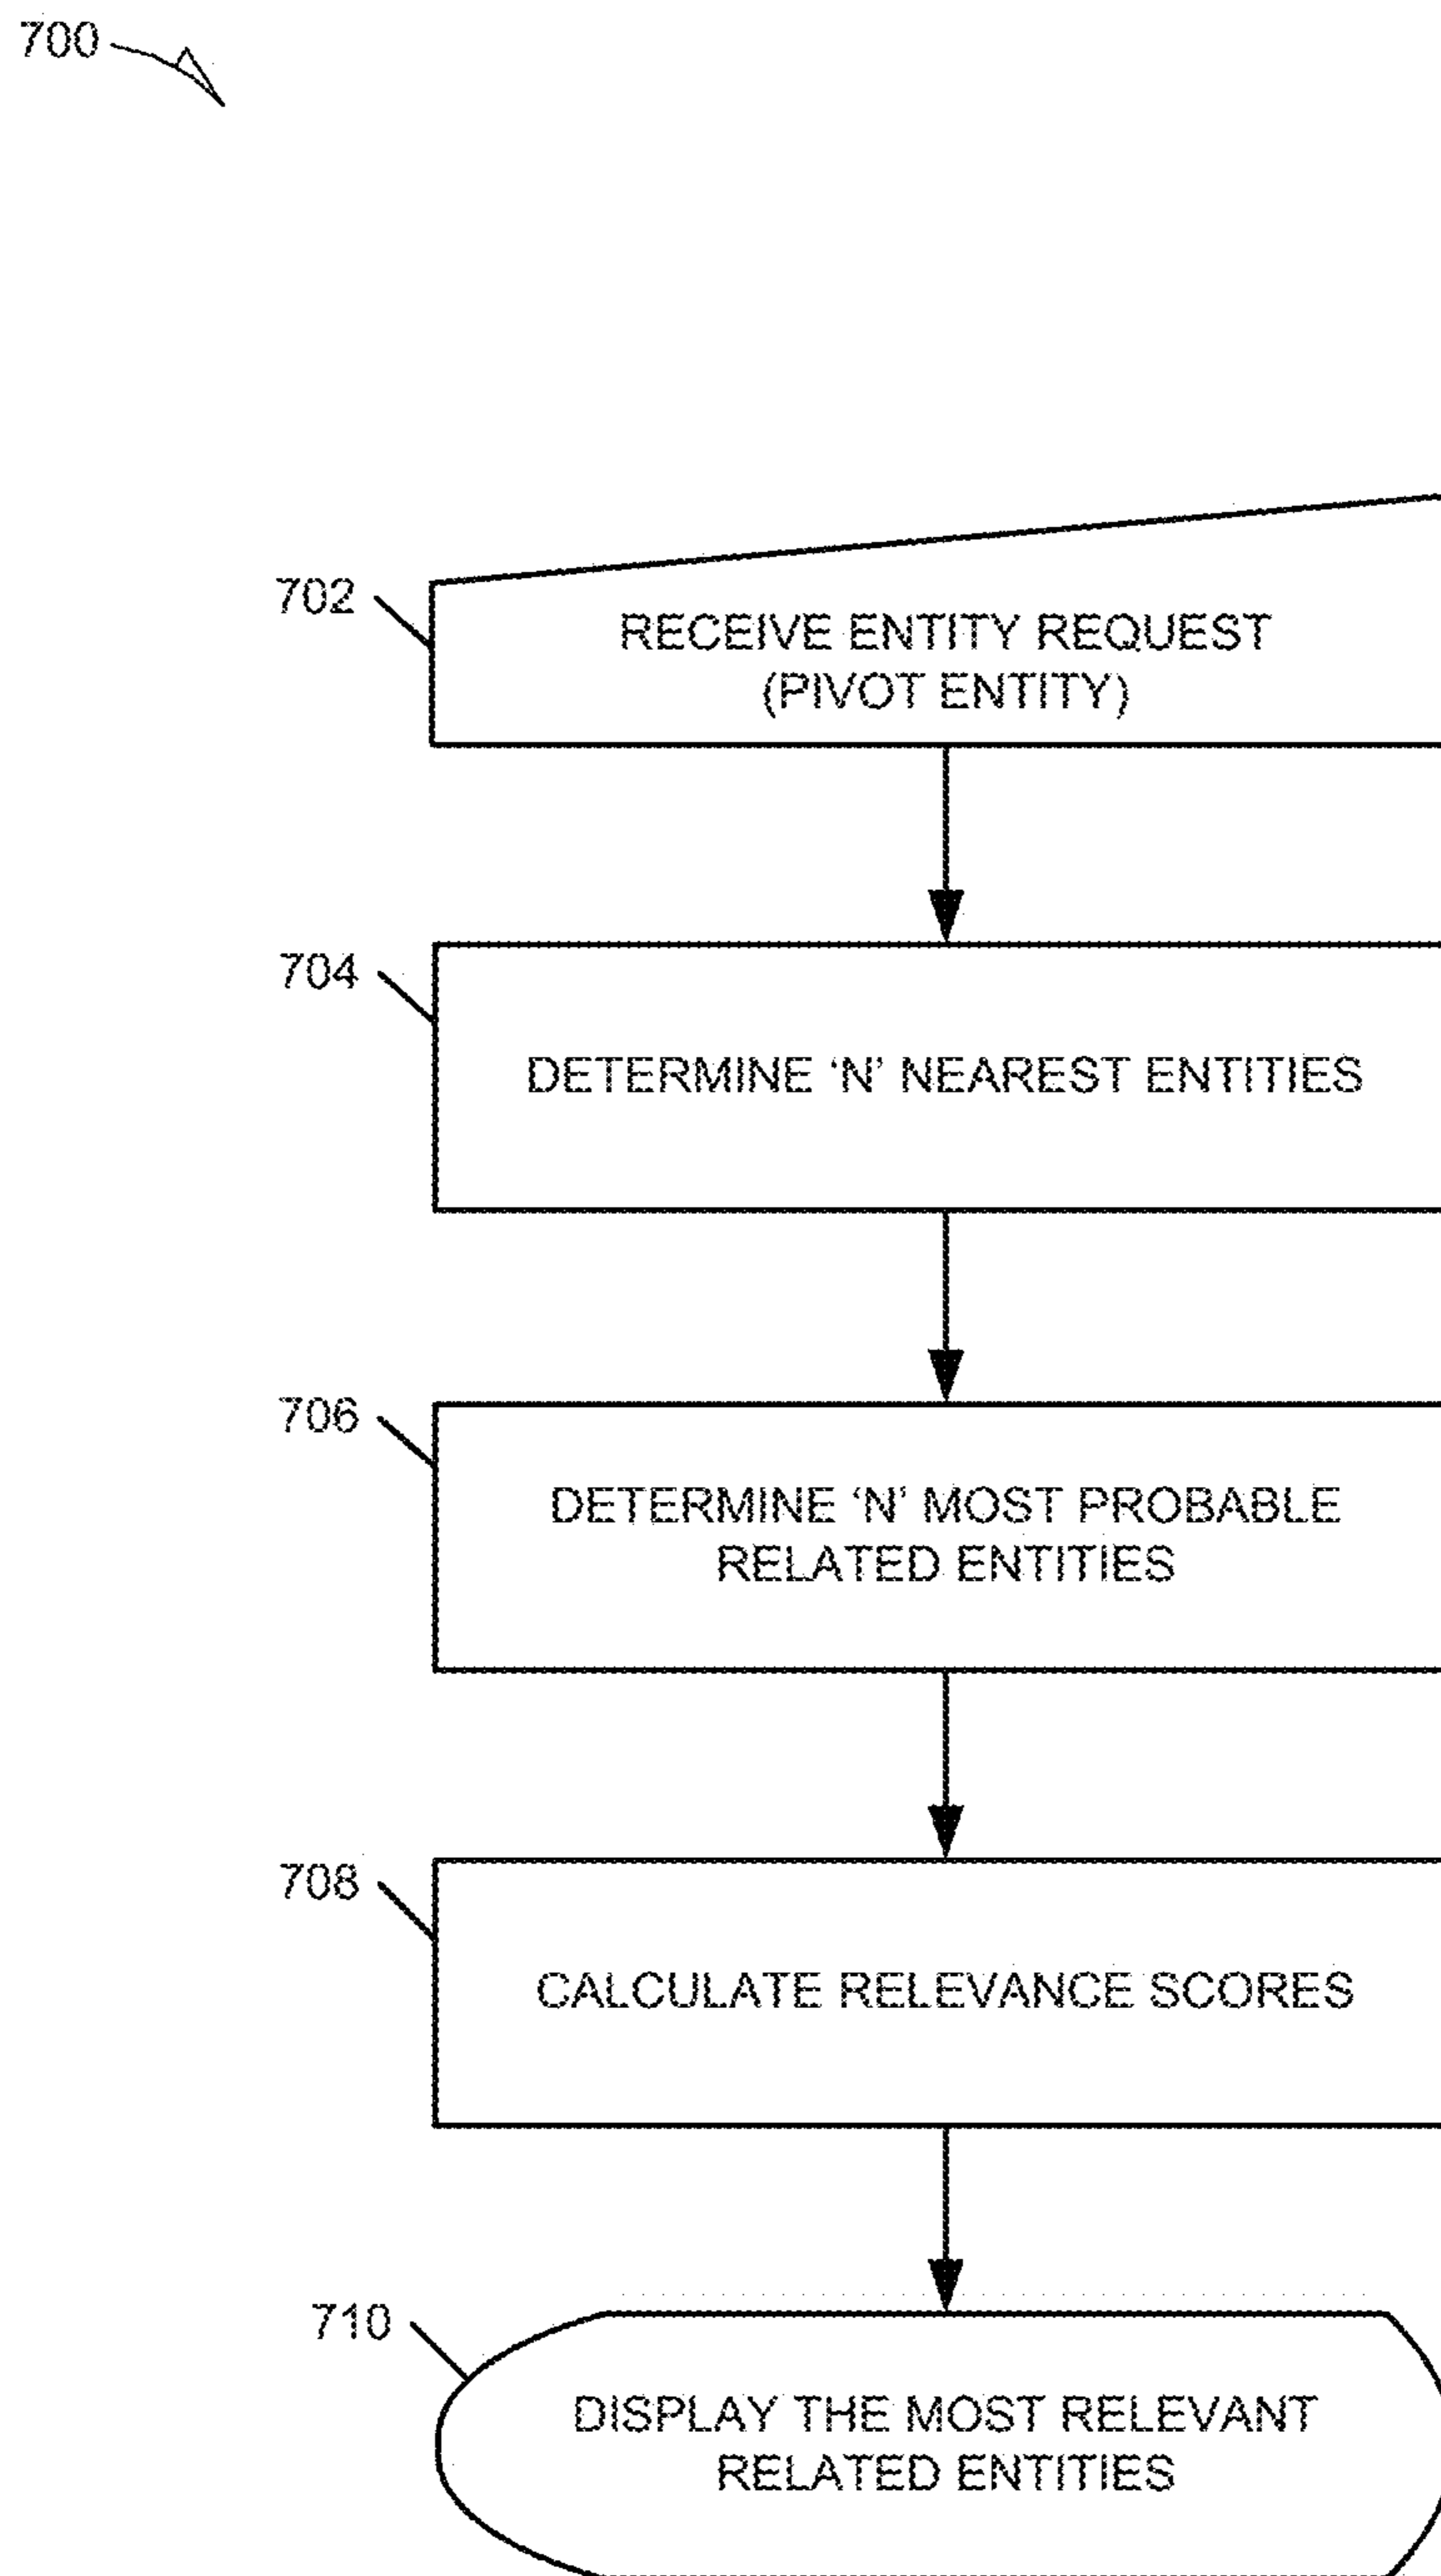 700
702
RECEIVE ENTITY REQUEST
(PIVOT ENTITY)
704
DETERMINE ‘N’ NEAREST ENTITIES
706
DETERMINE ‘N’ MOST PROBABLE
RELATED ENTITIES
708
CALCULATE RELEVANCE SCORES
710
DISPLAY THE MOST RELEVANT
RELATED ENTITIES